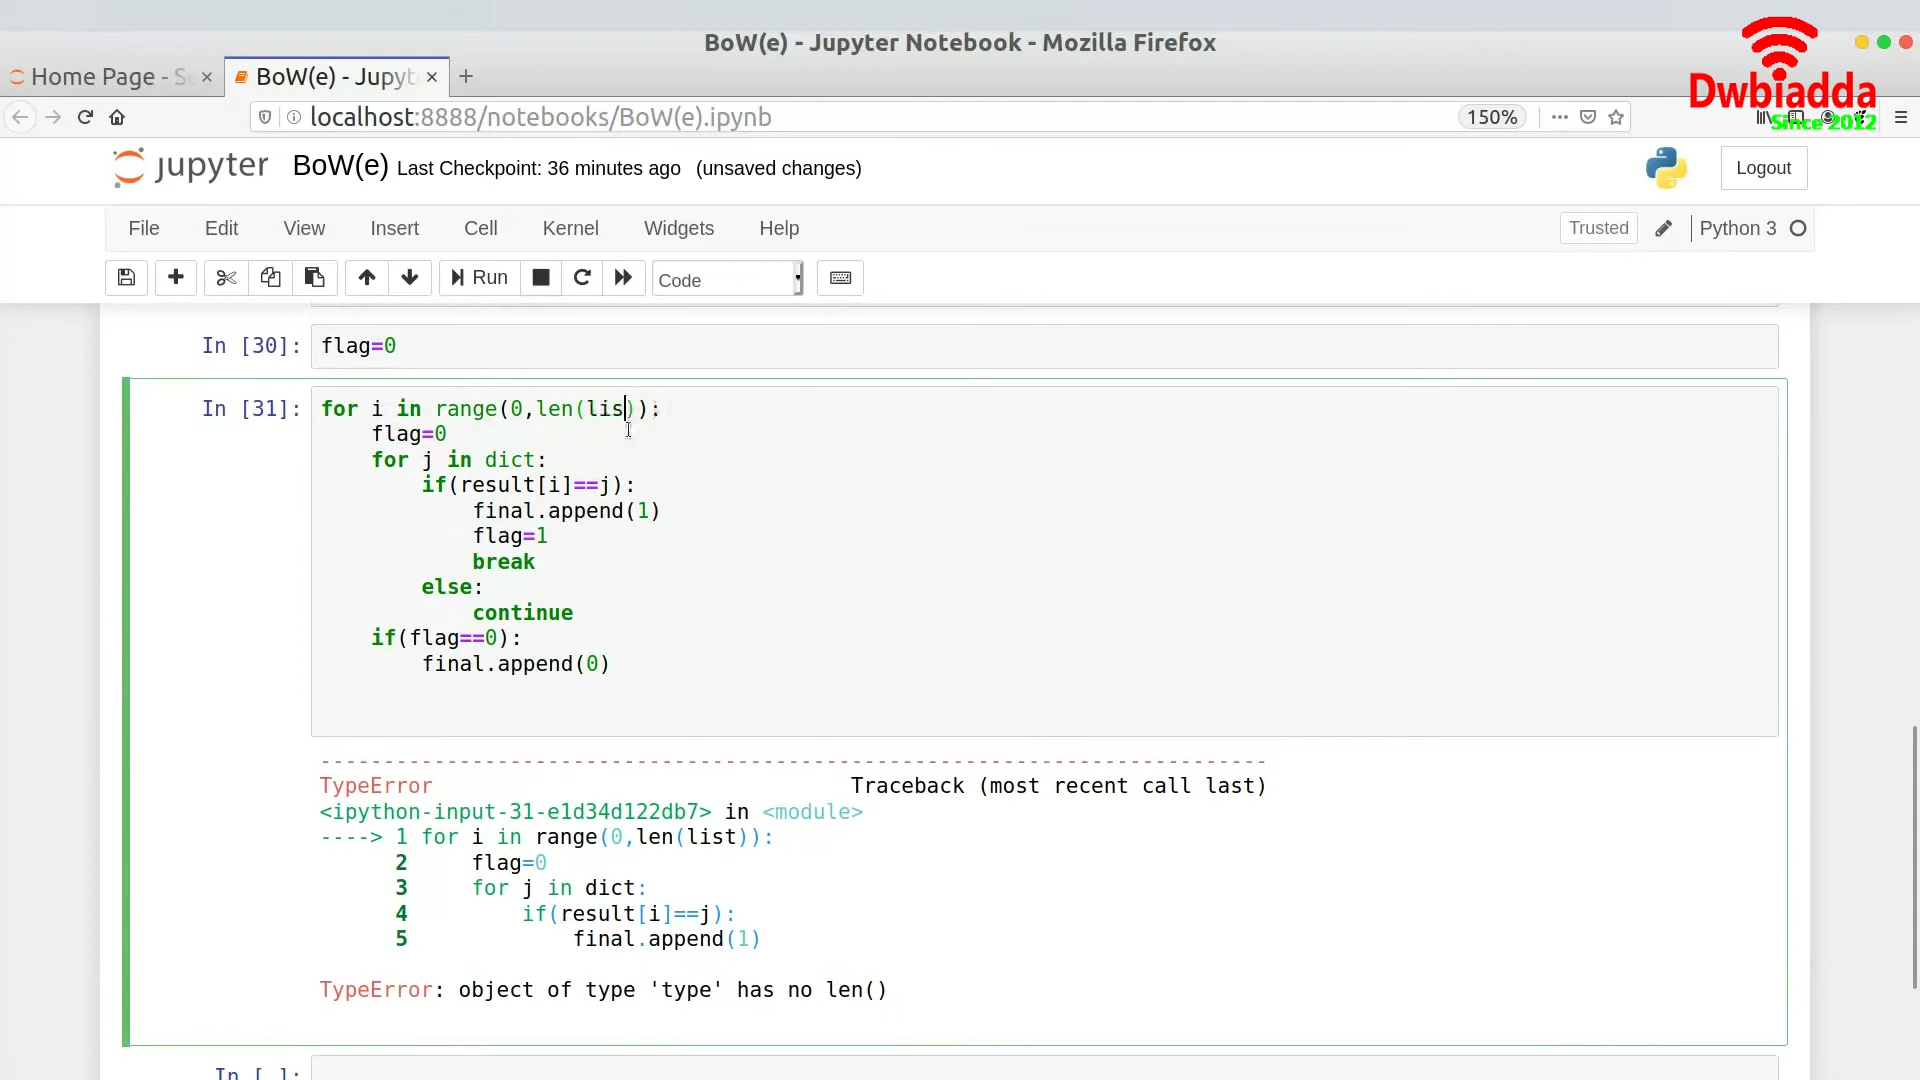 BoW(e) - Jupyter Notebook - Mozilla Firefox
Dwbiadda
Since 2012
Home Page - S
BoW(e) - Jupyt
localhost:8888/notebooks/BoW(e).ipynb
150%
jupyter BoW(e) Last Checkpoint: 36 minutes ago (unsaved changes)
Logout
File Edit View Insert Cell Kernel Widgets Help
Trusted
Python 3
Run
Code
In [30]: flag=0
In [31]: for i in range(0,len(lis)):
    flag=0
    for j in dict:
        if(result[i]==j):
            final.append(1)
            flag=1
            break
        else:
            continue
    if(flag==0):
        final.append(0)
---------------------------------------------------------------------------
TypeError                                 Traceback (most recent call last)
<ipython-input-31-e1d34d122db7> in <module>
----> 1 for i in range(0,len(list)):
      2     flag=0
      3     for j in dict:
      4         if(result[i]==j):
      5             final.append(1)
TypeError: object of type 'type' has no len()
In [ ]: